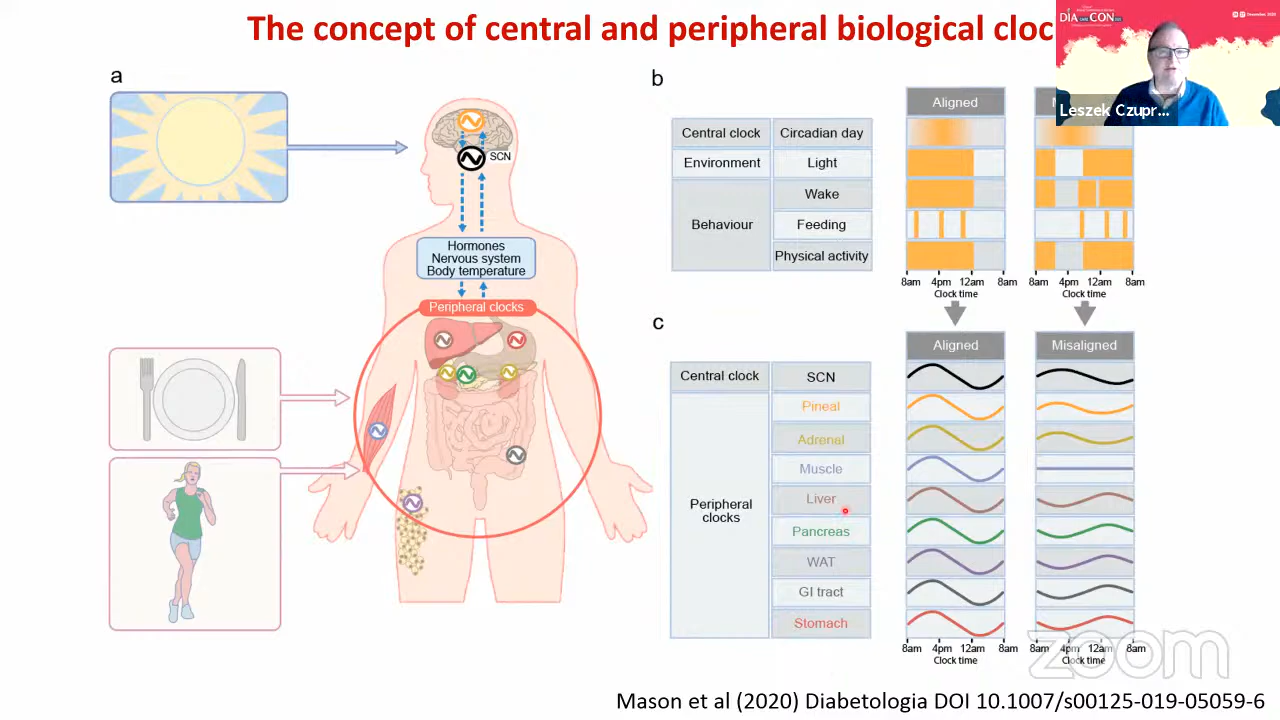 The concept of central and peripheral biological cloc
DIA CON
Leszek Czupr...
a
SCN
Hormones
Nervous system
Body temperature
Peripheral clocks
b
Aligned
Central clock
Circadian day
Environment
Light
Behaviour
Wake
Feeding
Physical activity
8am 4pm 12am 8am
Clock time
8am 4pm 12am 8am
Clock time
c
Aligned
Misaligned
Central clock
SCN
Peripheral
clocks
Pineal
Adrenal
Muscle
Liver
Pancreas
WAT
GI tract
Stomach
8am 4pm 12am 8am
Clock time
8am 4pm 12am 8am
Clock time
zoom
Mason et al (2020) Diabetologia DOI 10.1007/s00125-019-05059-6